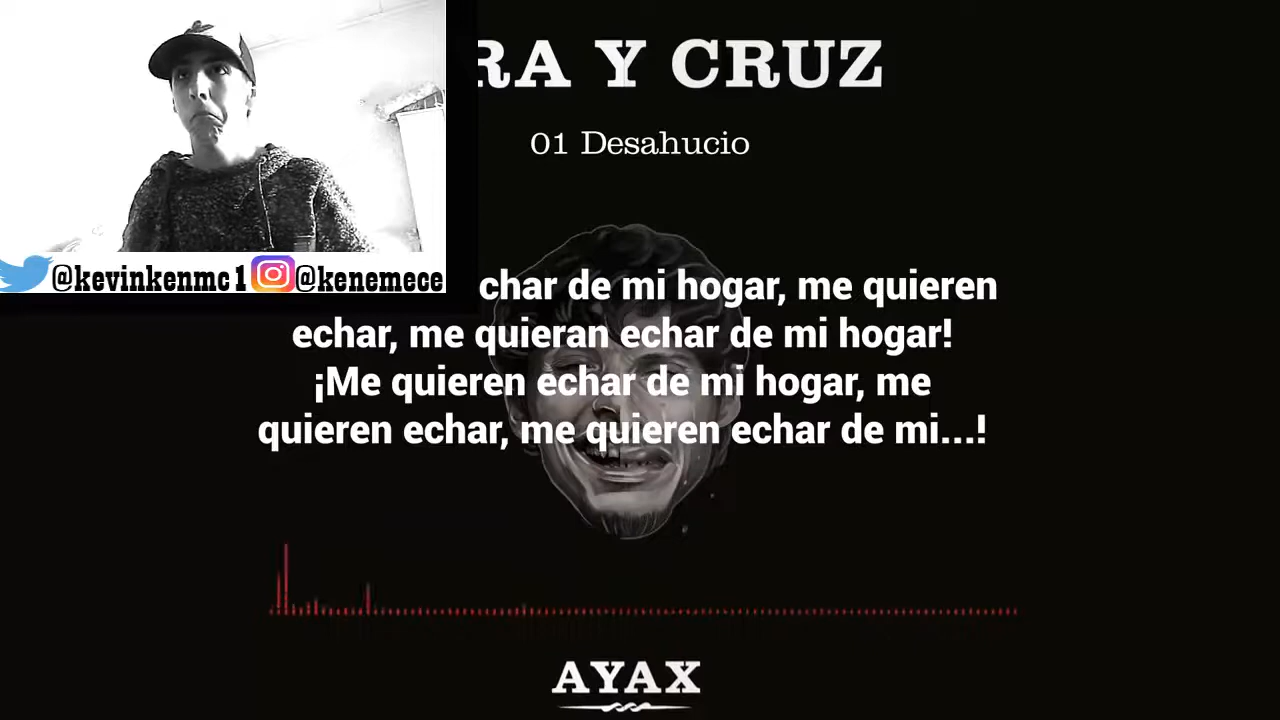 RA Y CRUZ
01 Desahucio
@kevinkenmc1 @kenemece
char de mi hogar, me quieren
echar, me quieran echar de mi hogar!
¡Me quieren echar de mi hogar, me
quieren echar, me quieren echar de mi...!
AYAX